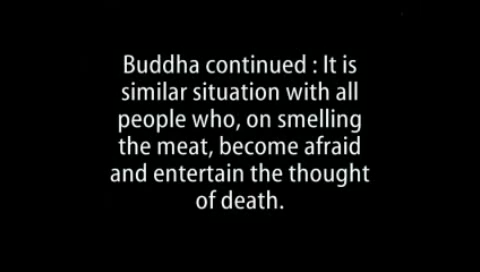 Buddha continued : It is
similar situation with all
people who, on smelling
the meat, become afraid
and entertain the thought
of death.